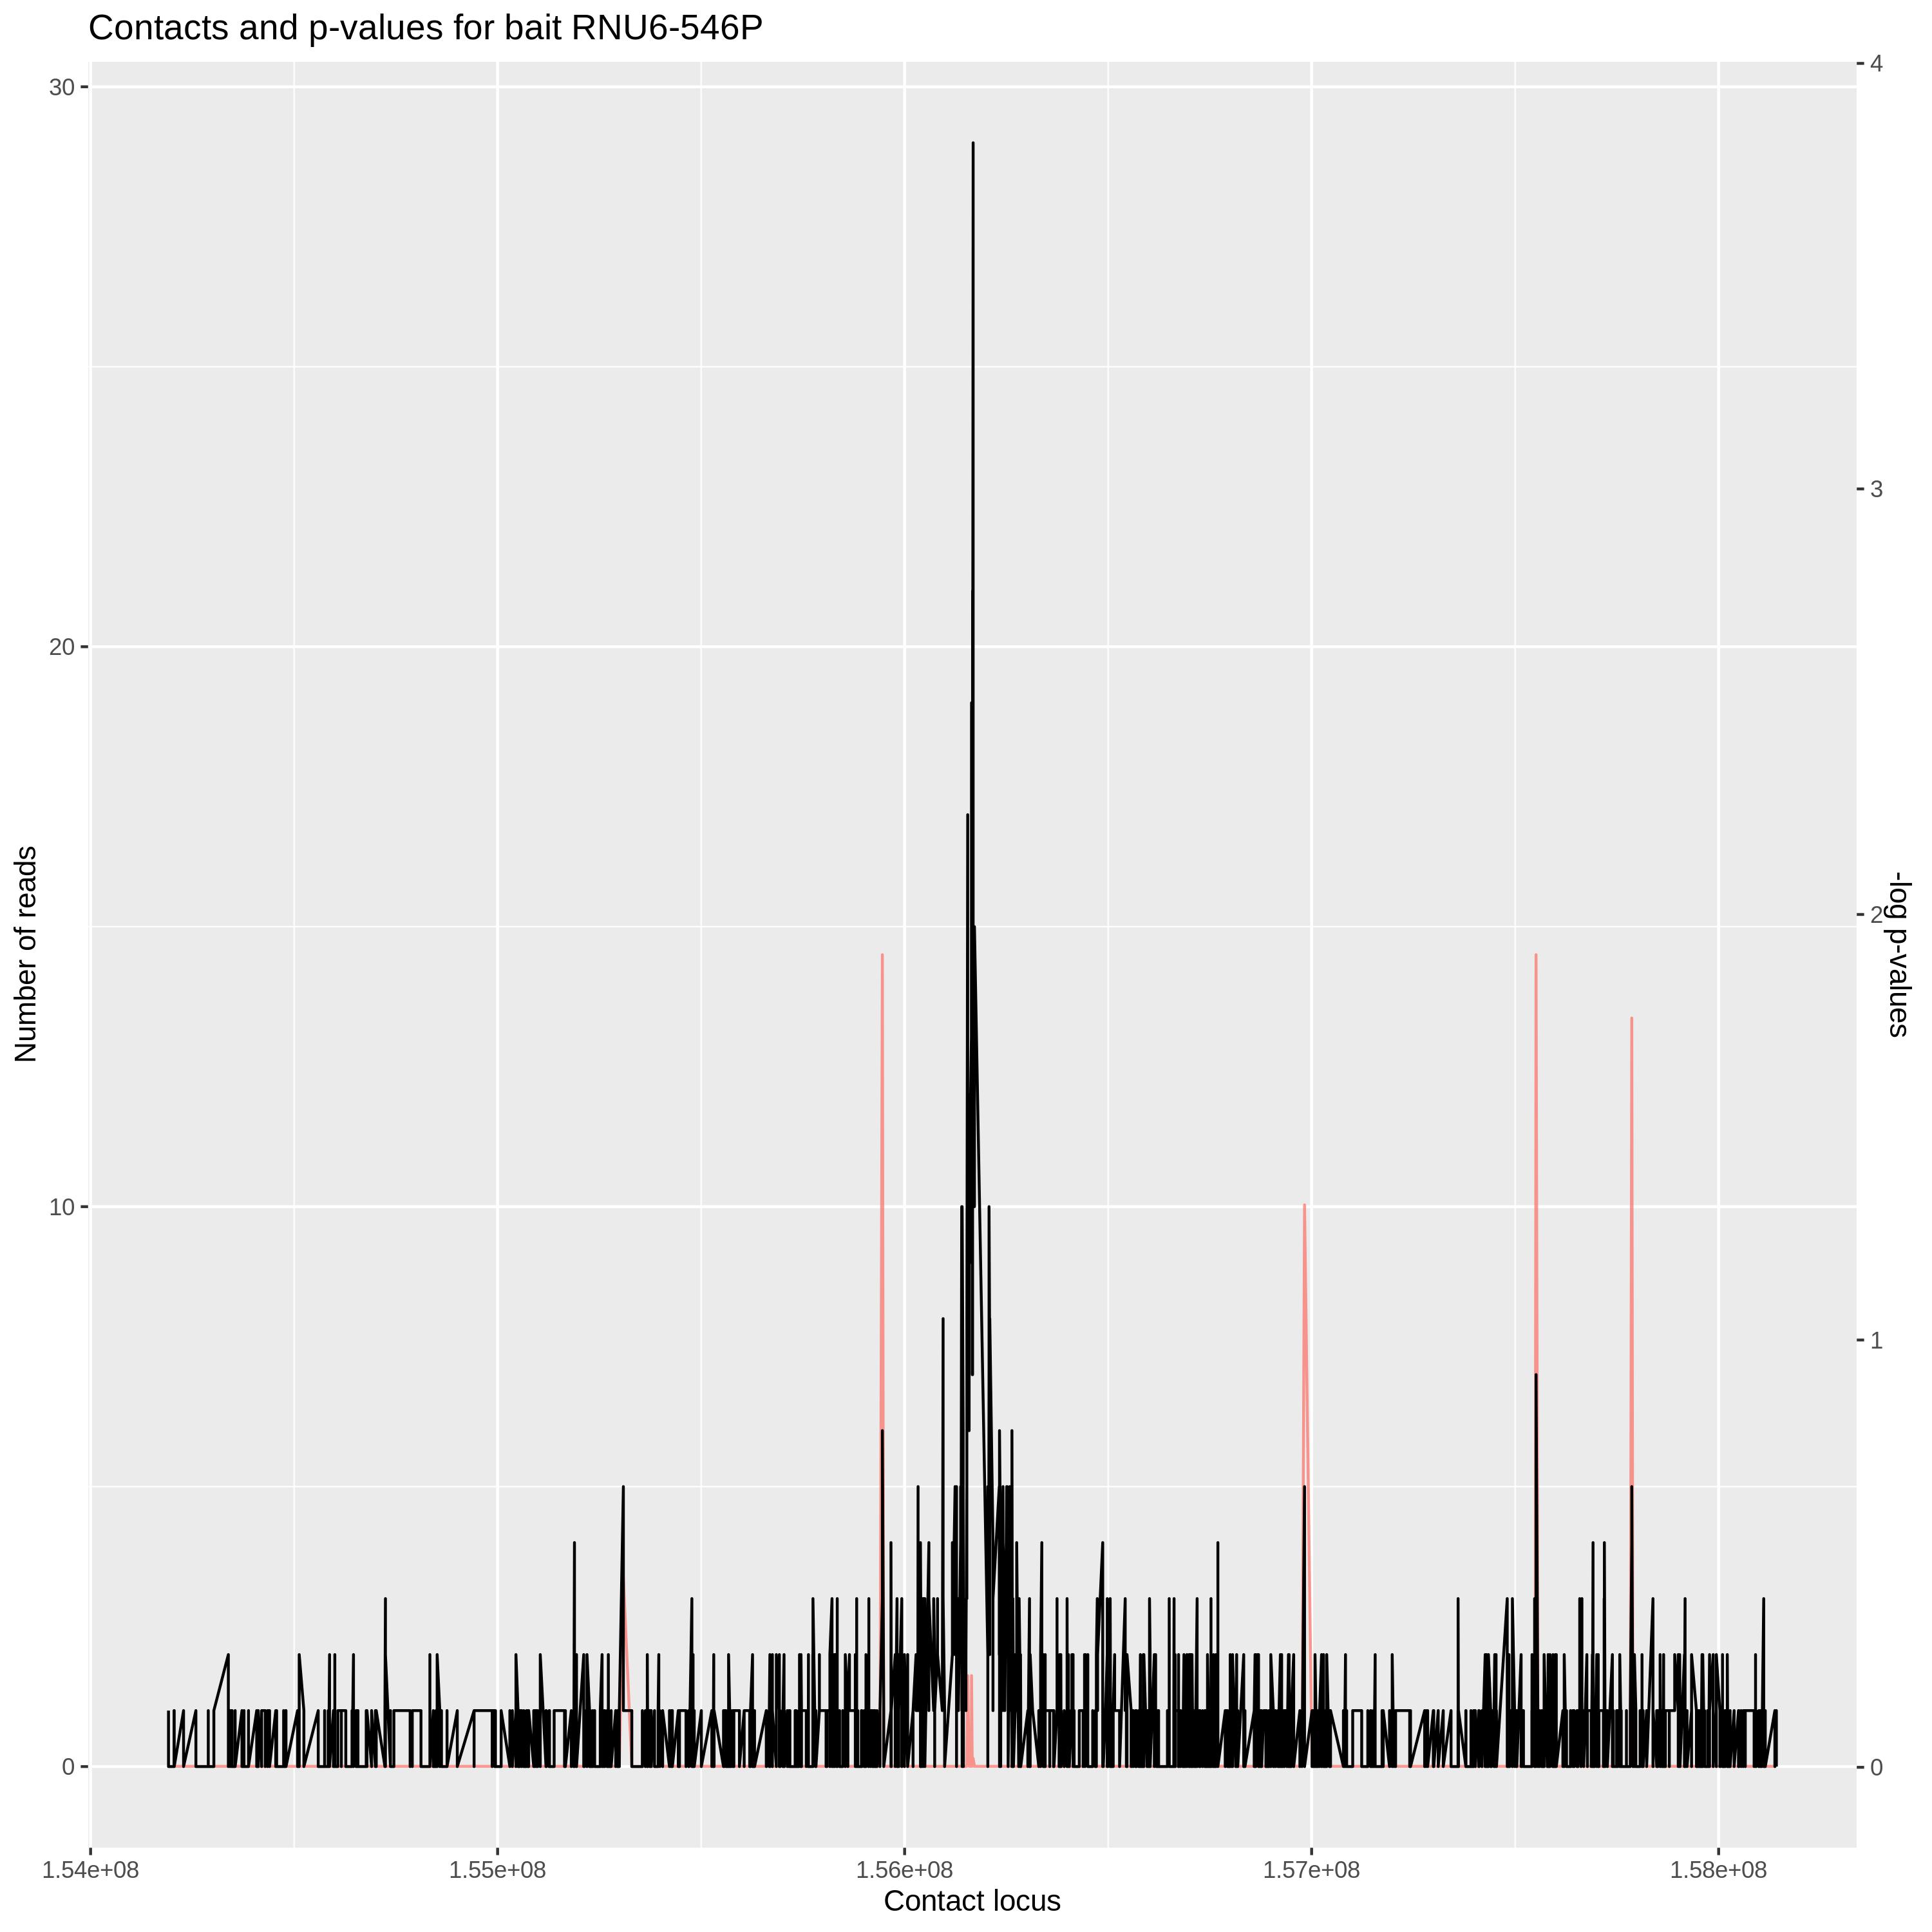 Contacts and p-values for bait RNU6-546P
30
20
10
0
Number of reads
4
3
2
1
0
-log p-values
1.54e+08
1.55e+08
1.56e+08
1.57e+08
1.58e+08
Contact locus